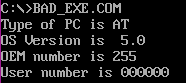 C:\>BAD_EXE.COM
Type of PC is AT
OS Version is  5.0
OEM number is 255
User number is 000000